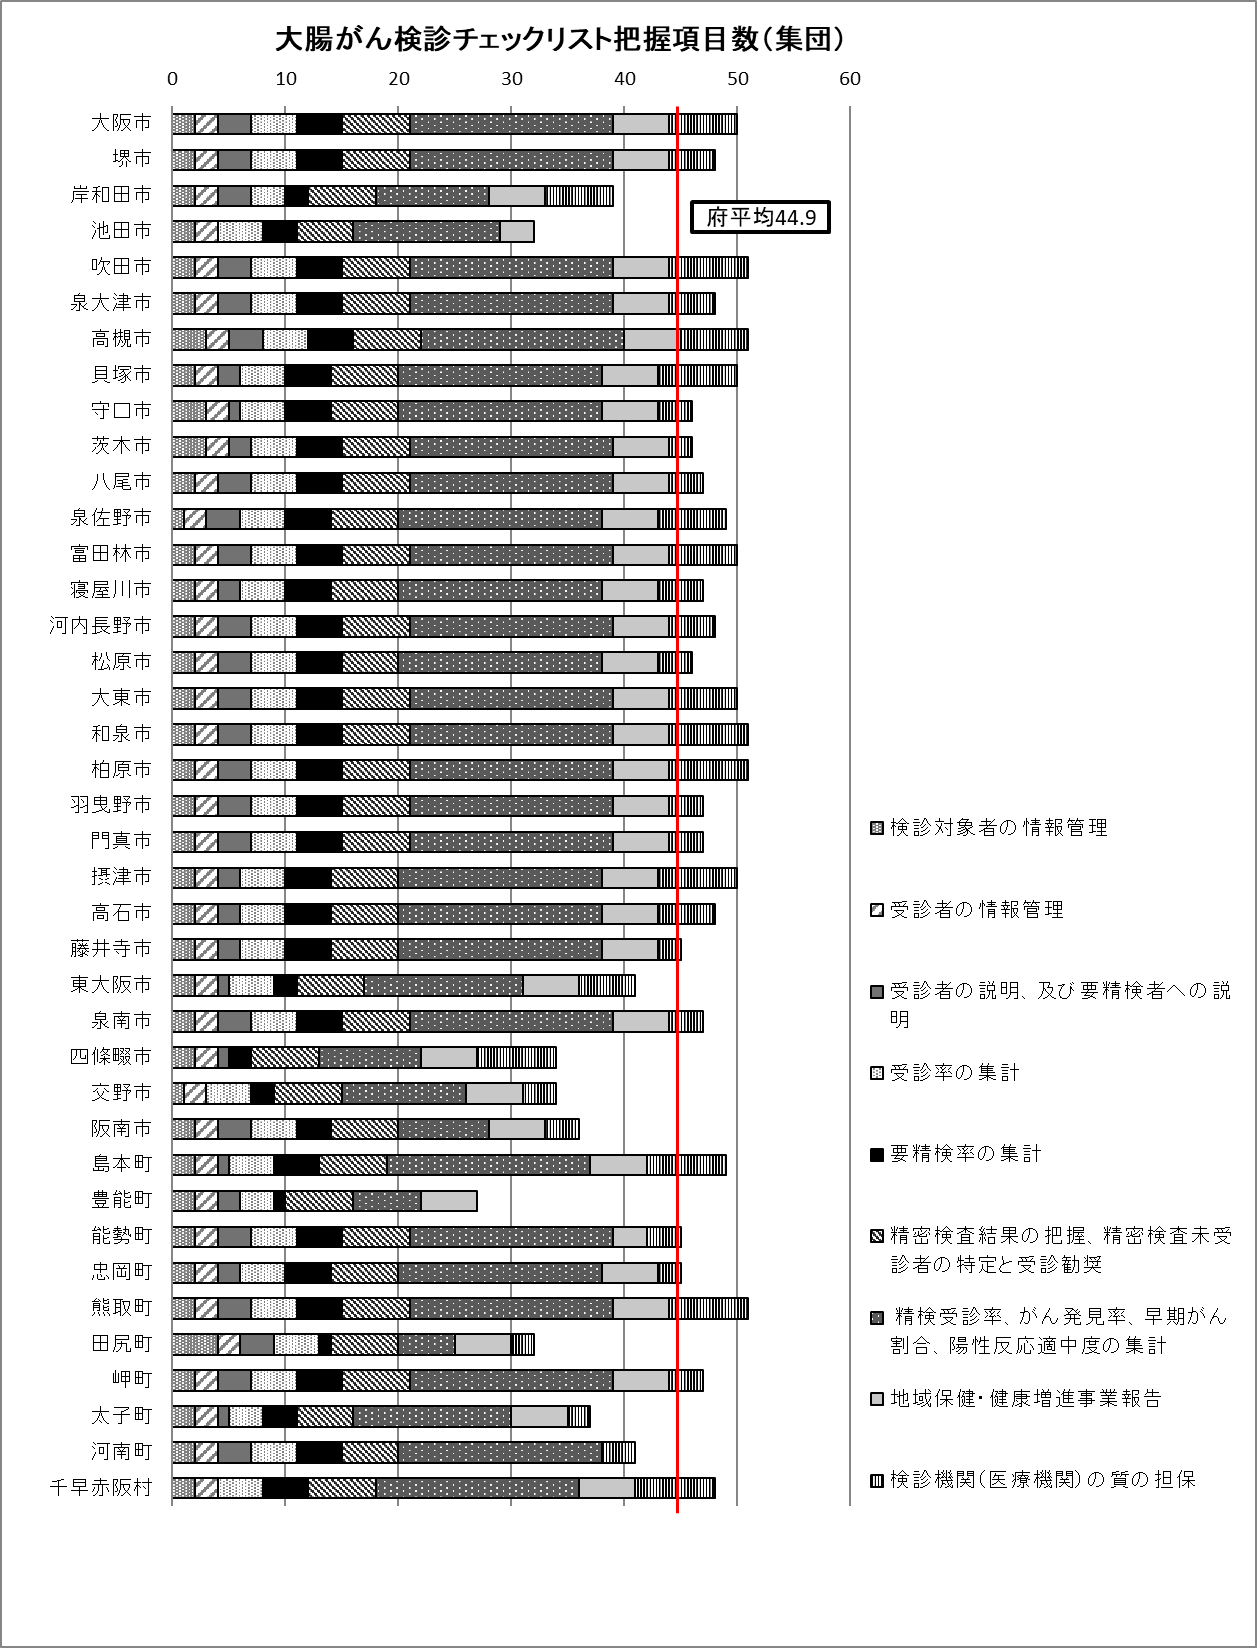 大腸がん検診チェックリスト把握項目数（集団）
0 10 20 30 40 50 60
大阪市
堺市
岸和田市
府平均44.9
池田市
吹田市
泉大津市
高槻市
貝塚市
守口市
茨木市
八尾市
泉佐野市
富田林市
寝屋川市
河内長野市
松原市
大東市
和泉市
柏原市
羽曳野市
門真市
摂津市
高石市
藤井寺市
東大阪市
泉南市
四條畷市
交野市
阪南市
島本町
豊能町
能勢町
忠岡町
熊取町
田尻町
岬町
太子町
河南町
千早赤阪村
検診対象者の情報管理
受診者の情報管理
受診者の説明、及び要精検者への説
明
受診率の集計
要精検率の集計
精密検査結果の把握、精密検査未受
診者の特定と受診勧奨
精検受診率、がん発見率、早期がん
割合、陽性反応適中度の集計
地域保健・健康増進事業報告
検診機関（医療機関）の質の担保